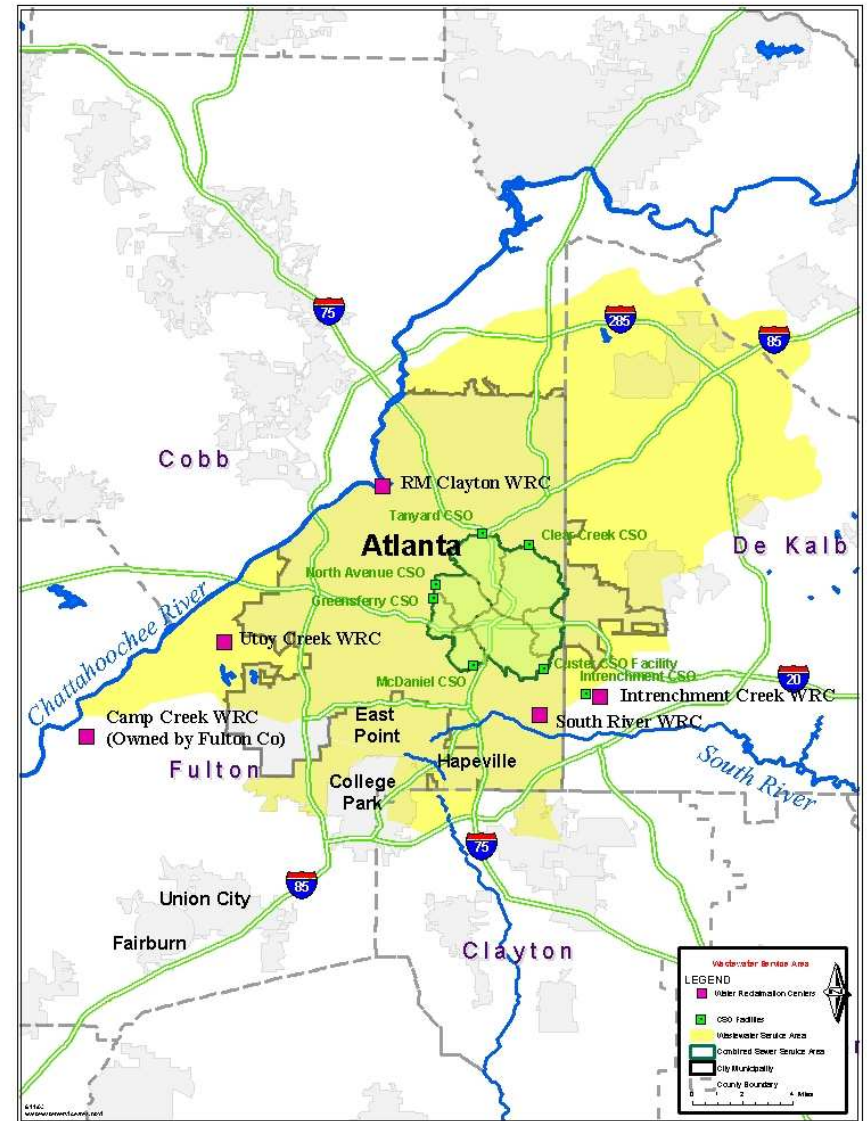 75
285
85
Cobb
RM Clayton WRC
Tanyard CSO
Clear Creek CSO
Atlanta
De Kalb
North Avenue CSO
Greensferry CSO
Chattahoochee River
Utoy Creek WRC
McDaniel CSO
Custer CSO Facility
Intrenchment CSO
20
Intrenchment Creek WRC
Camp Creek WRC
(Owned by Fulton Co)
East
Point
South River WRC
Fulton
Hapeville
South River
College
Park
75
85
Union City
Fairburn
Clayton
Wastewater Service Area
LEGEND
Water Reclamation Centers
N
CSO Facilities
Wastewater Service Area
Combined Sewer Service Area
City Municipality
County Boundary
0 1 2 4 Miles